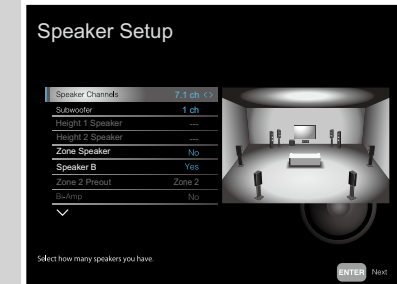 Speaker Setup
Speaker Channels 7.1 ch <>
Subwoofer 1 ch
Height 1 Speaker ---
Height 2 Speaker ---
Zone Speaker No
Speaker B Yes
Zone 2 Preout Zone 2
Bi-Amp No
Select how many speakers you have.
ENTER Next